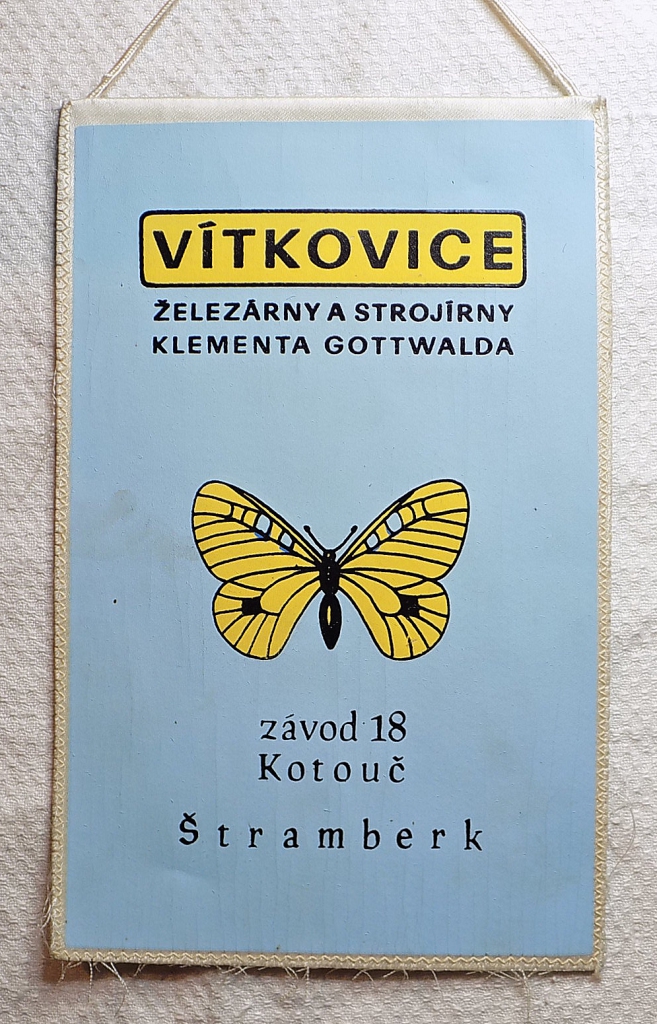 VÍTKOVICE
ŽELEZÁRNY A STROJÍRNY
KLEMENTA GOTTWALDA
závod 18
Kotouč
Štramberk